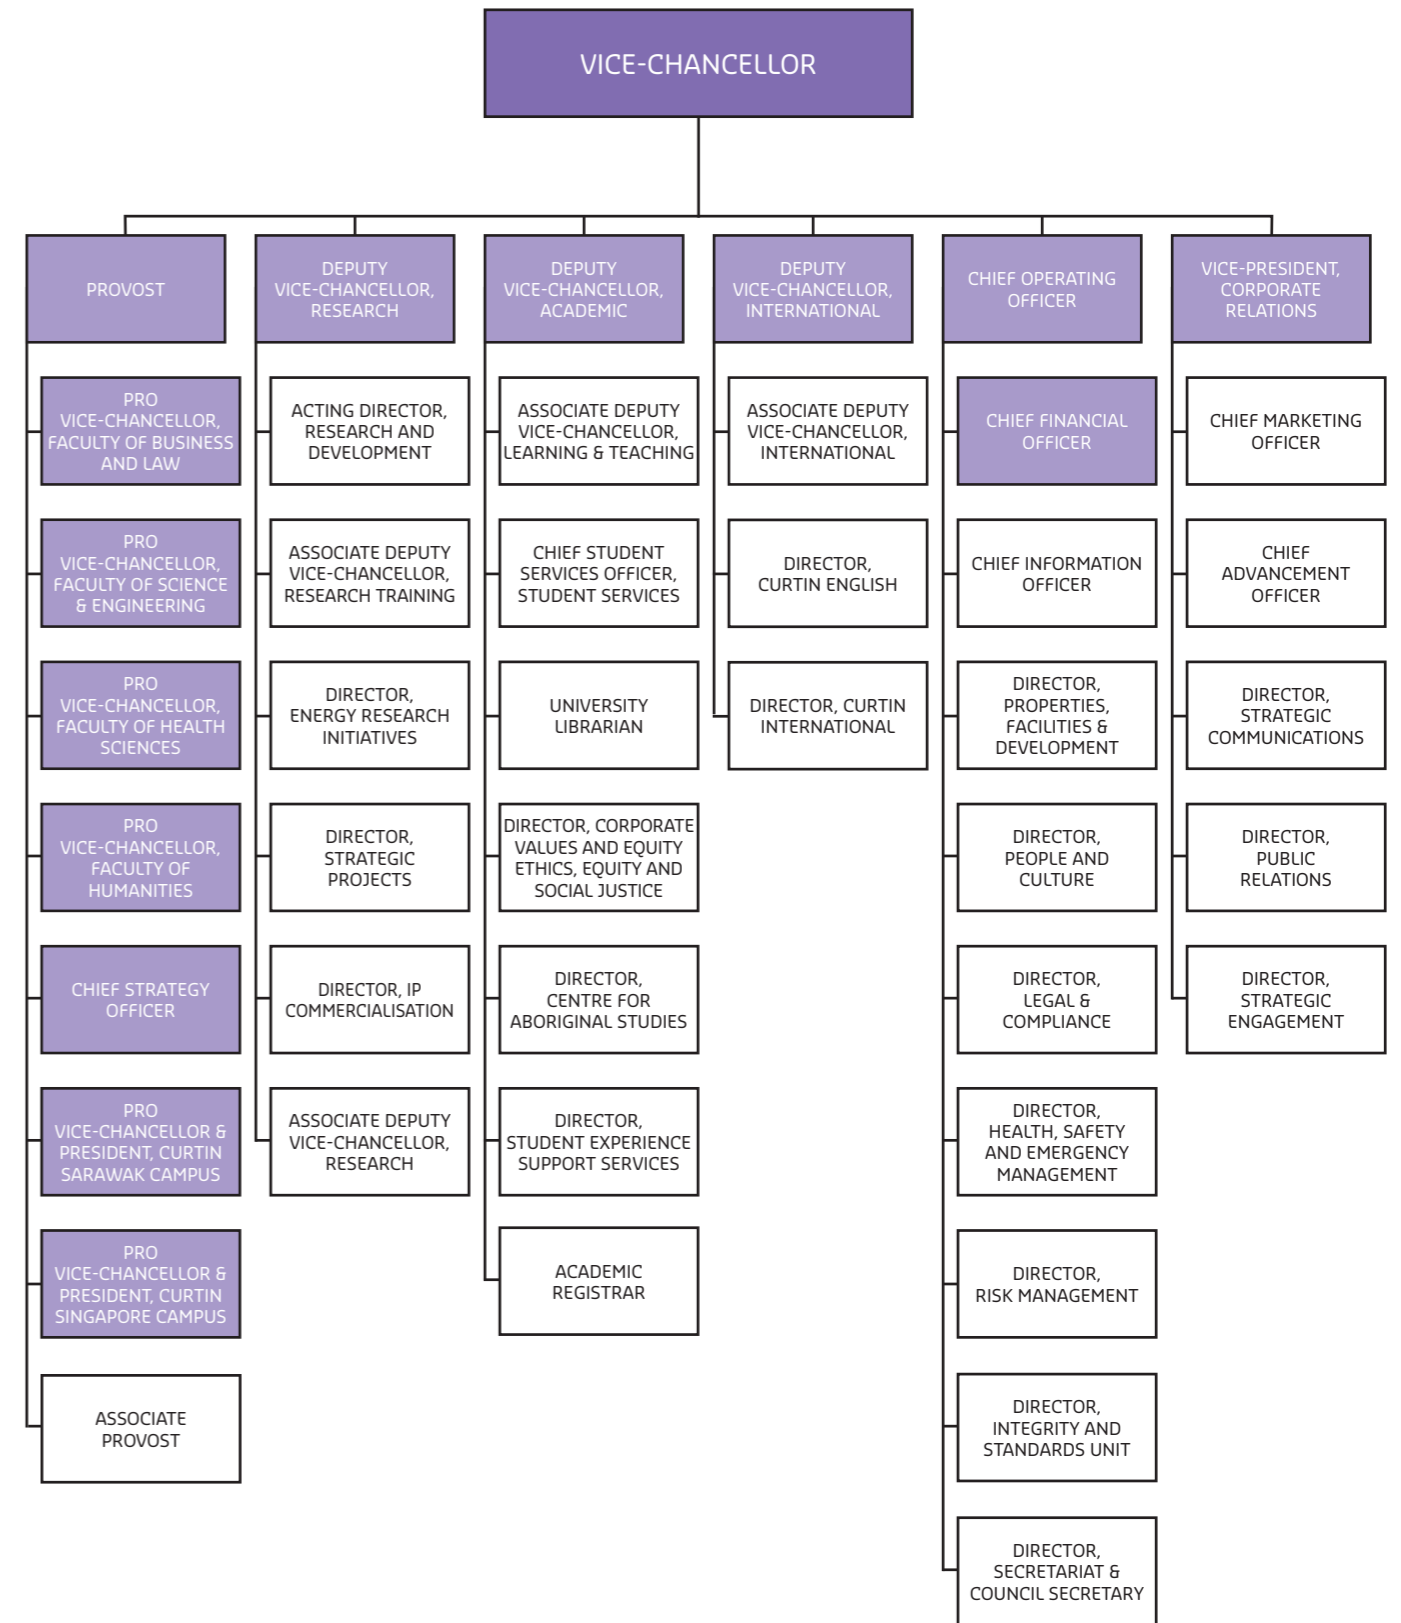 VICE-CHANCELLOR
PROVOST
DEPUTY
VICE-CHANCELLOR,
RESEARCH
DEPUTY
VICE-CHANCELLOR,
ACADEMIC
DEPUTY
VICE-CHANCELLOR,
INTERNATIONAL
CHIEF OPERATING
OFFICER
VICE-PRESIDENT,
CORPORATE
RELATIONS
PRO
VICE-CHANCELLOR,
FACULTY OF BUSINESS
AND LAW
PRO
VICE-CHANCELLOR,
FACULTY OF SCIENCE
& ENGINEERING
PRO
VICE-CHANCELLOR,
FACULTY OF HEALTH
SCIENCES
PRO
VICE-CHANCELLOR,
FACULTY OF
HUMANITIES
CHIEF STRATEGY
OFFICER
PRO
VICE-CHANCELLOR &
PRESIDENT, CURTIN
SARAWAK CAMPUS
PRO
VICE-CHANCELLOR &
PRESIDENT, CURTIN
SINGAPORE CAMPUS
ASSOCIATE
PROVOST
ACTING DIRECTOR,
RESEARCH AND
DEVELOPMENT
ASSOCIATE DEPUTY
VICE-CHANCELLOR,
RESEARCH TRAINING
DIRECTOR,
ENERGY RESEARCH
INITIATIVES
DIRECTOR,
STRATEGIC
PROJECTS
DIRECTOR, IP
COMMERCIALISATION
ASSOCIATE DEPUTY
VICE-CHANCELLOR,
RESEARCH
ASSOCIATE DEPUTY
VICE-CHANCELLOR,
LEARNING & TEACHING
CHIEF STUDENT
SERVICES OFFICER,
STUDENT SERVICES
UNIVERSITY
LIBRARIAN
DIRECTOR, CORPORATE
VALUES AND EQUITY
ETHICS, EQUITY AND
SOCIAL JUSTICE
DIRECTOR,
CENTRE FOR
ABORIGINAL STUDIES
DIRECTOR,
STUDENT EXPERIENCE
SUPPORT SERVICES
ACADEMIC
REGISTRAR
ASSOCIATE DEPUTY
VICE-CHANCELLOR,
INTERNATIONAL
DIRECTOR,
CURTIN ENGLISH
DIRECTOR, CURTIN
INTERNATIONAL
CHIEF FINANCIAL
OFFICER
CHIEF INFORMATION
OFFICER
DIRECTOR,
PROPERTIES,
FACILITIES &
DEVELOPMENT
DIRECTOR,
PEOPLE AND
CULTURE
DIRECTOR,
LEGAL &
COMPLIANCE
DIRECTOR,
HEALTH, SAFETY
AND EMERGENCY
MANAGEMENT
DIRECTOR,
RISK MANAGEMENT
DIRECTOR,
INTEGRITY AND
STANDARDS UNIT
DIRECTOR,
SECRETARIAT &
COUNCIL SECRETARY
CHIEF MARKETING
OFFICER
CHIEF
ADVANCEMENT
OFFICER
DIRECTOR,
STRATEGIC
COMMUNICATIONS
DIRECTOR,
PUBLIC
RELATIONS
DIRECTOR,
STRATEGIC
ENGAGEMENT